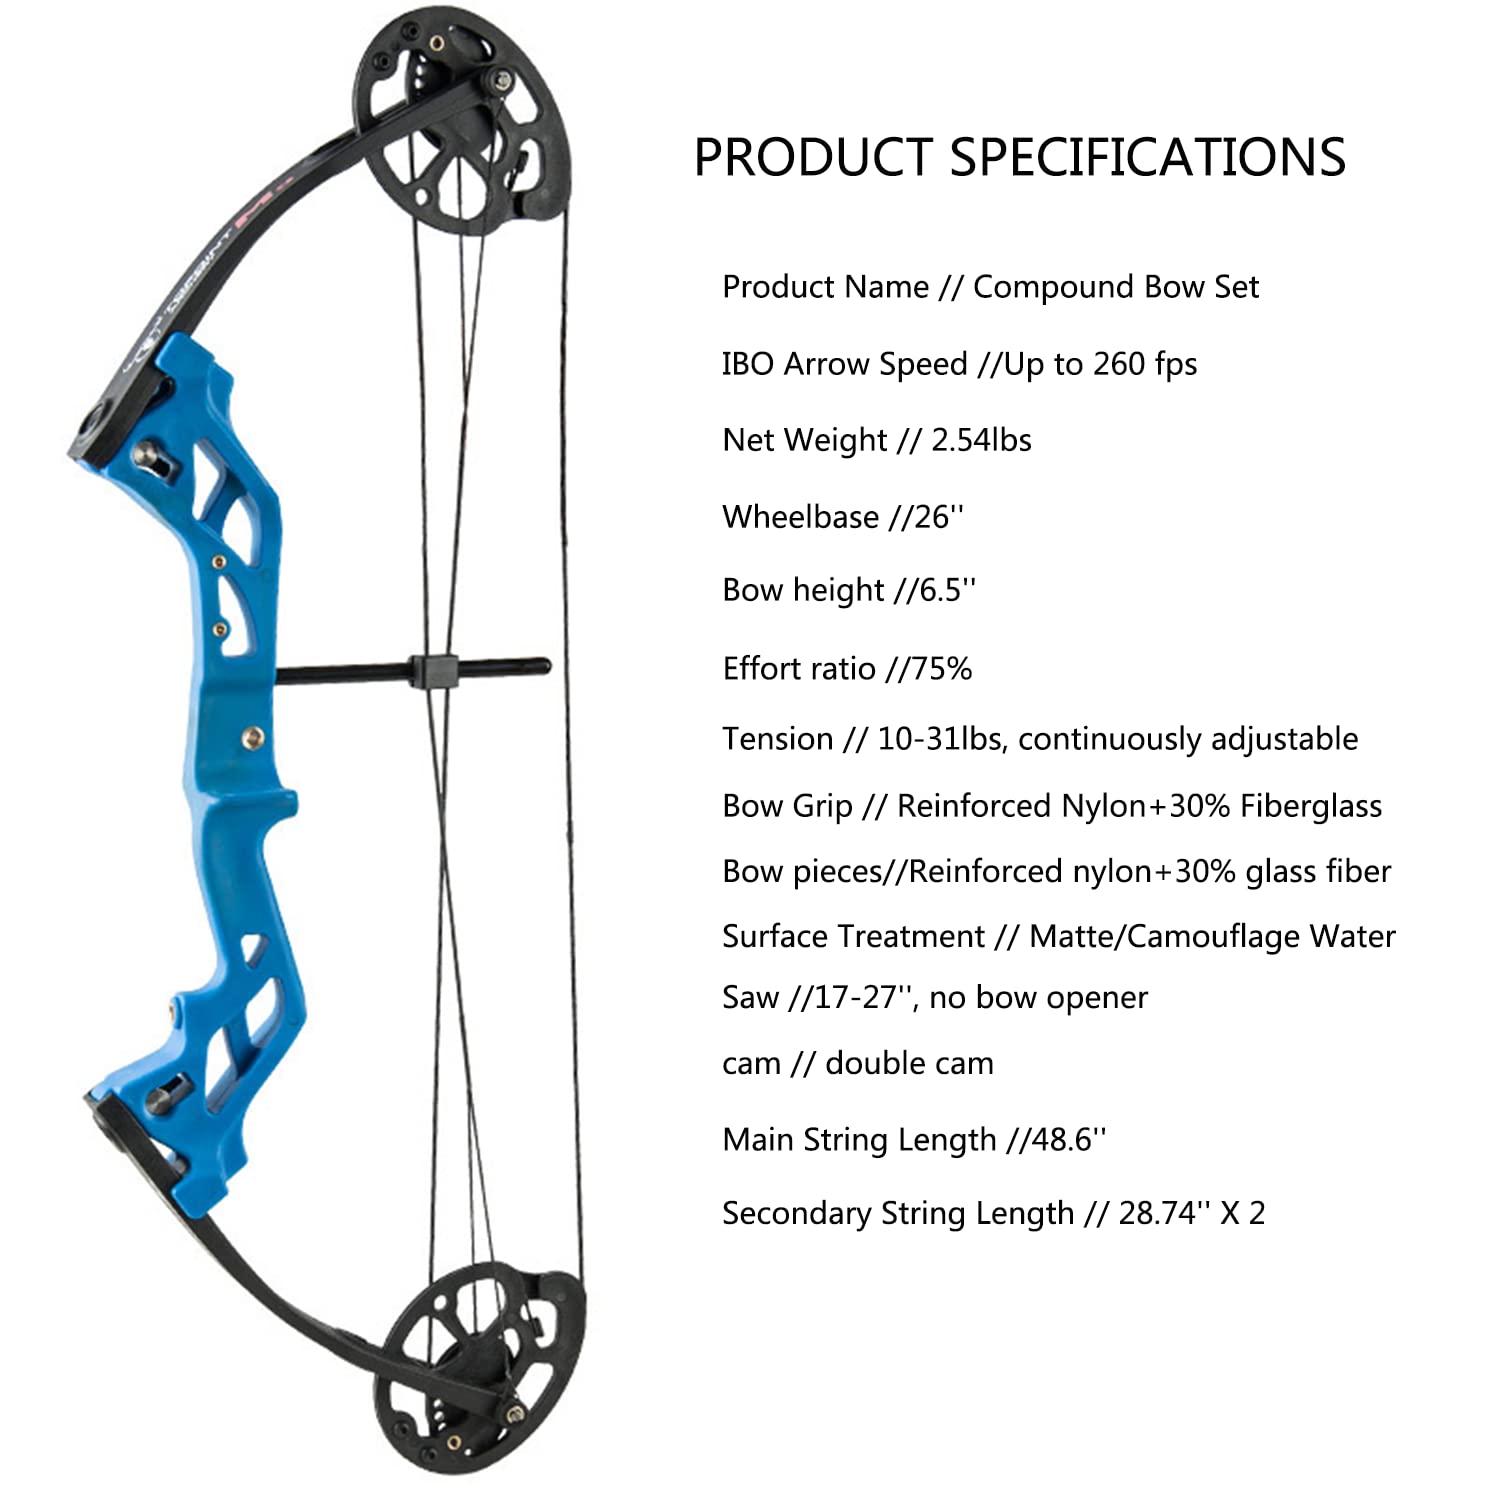 PRODUCT SPECIFICATIONS
Product Name // Compound Bow Set
IBO Arrow Speed //Up to 260 fps
Net Weight // 2.54lbs
Wheelbase //26''
Bow height //6.5''
Effort ratio //75%
Tension // 10-31lbs, continuously adjustable
Bow Grip // Reinforced Nylon+30% Fiberglass
Bow pieces//Reinforced nylon+30% glass fiber
Surface Treatment // Matte/Camouflage Water
Saw //17-27'', no bow opener
cam // double cam
Main String Length //48.6''
Secondary String Length // 28.74'' X 2